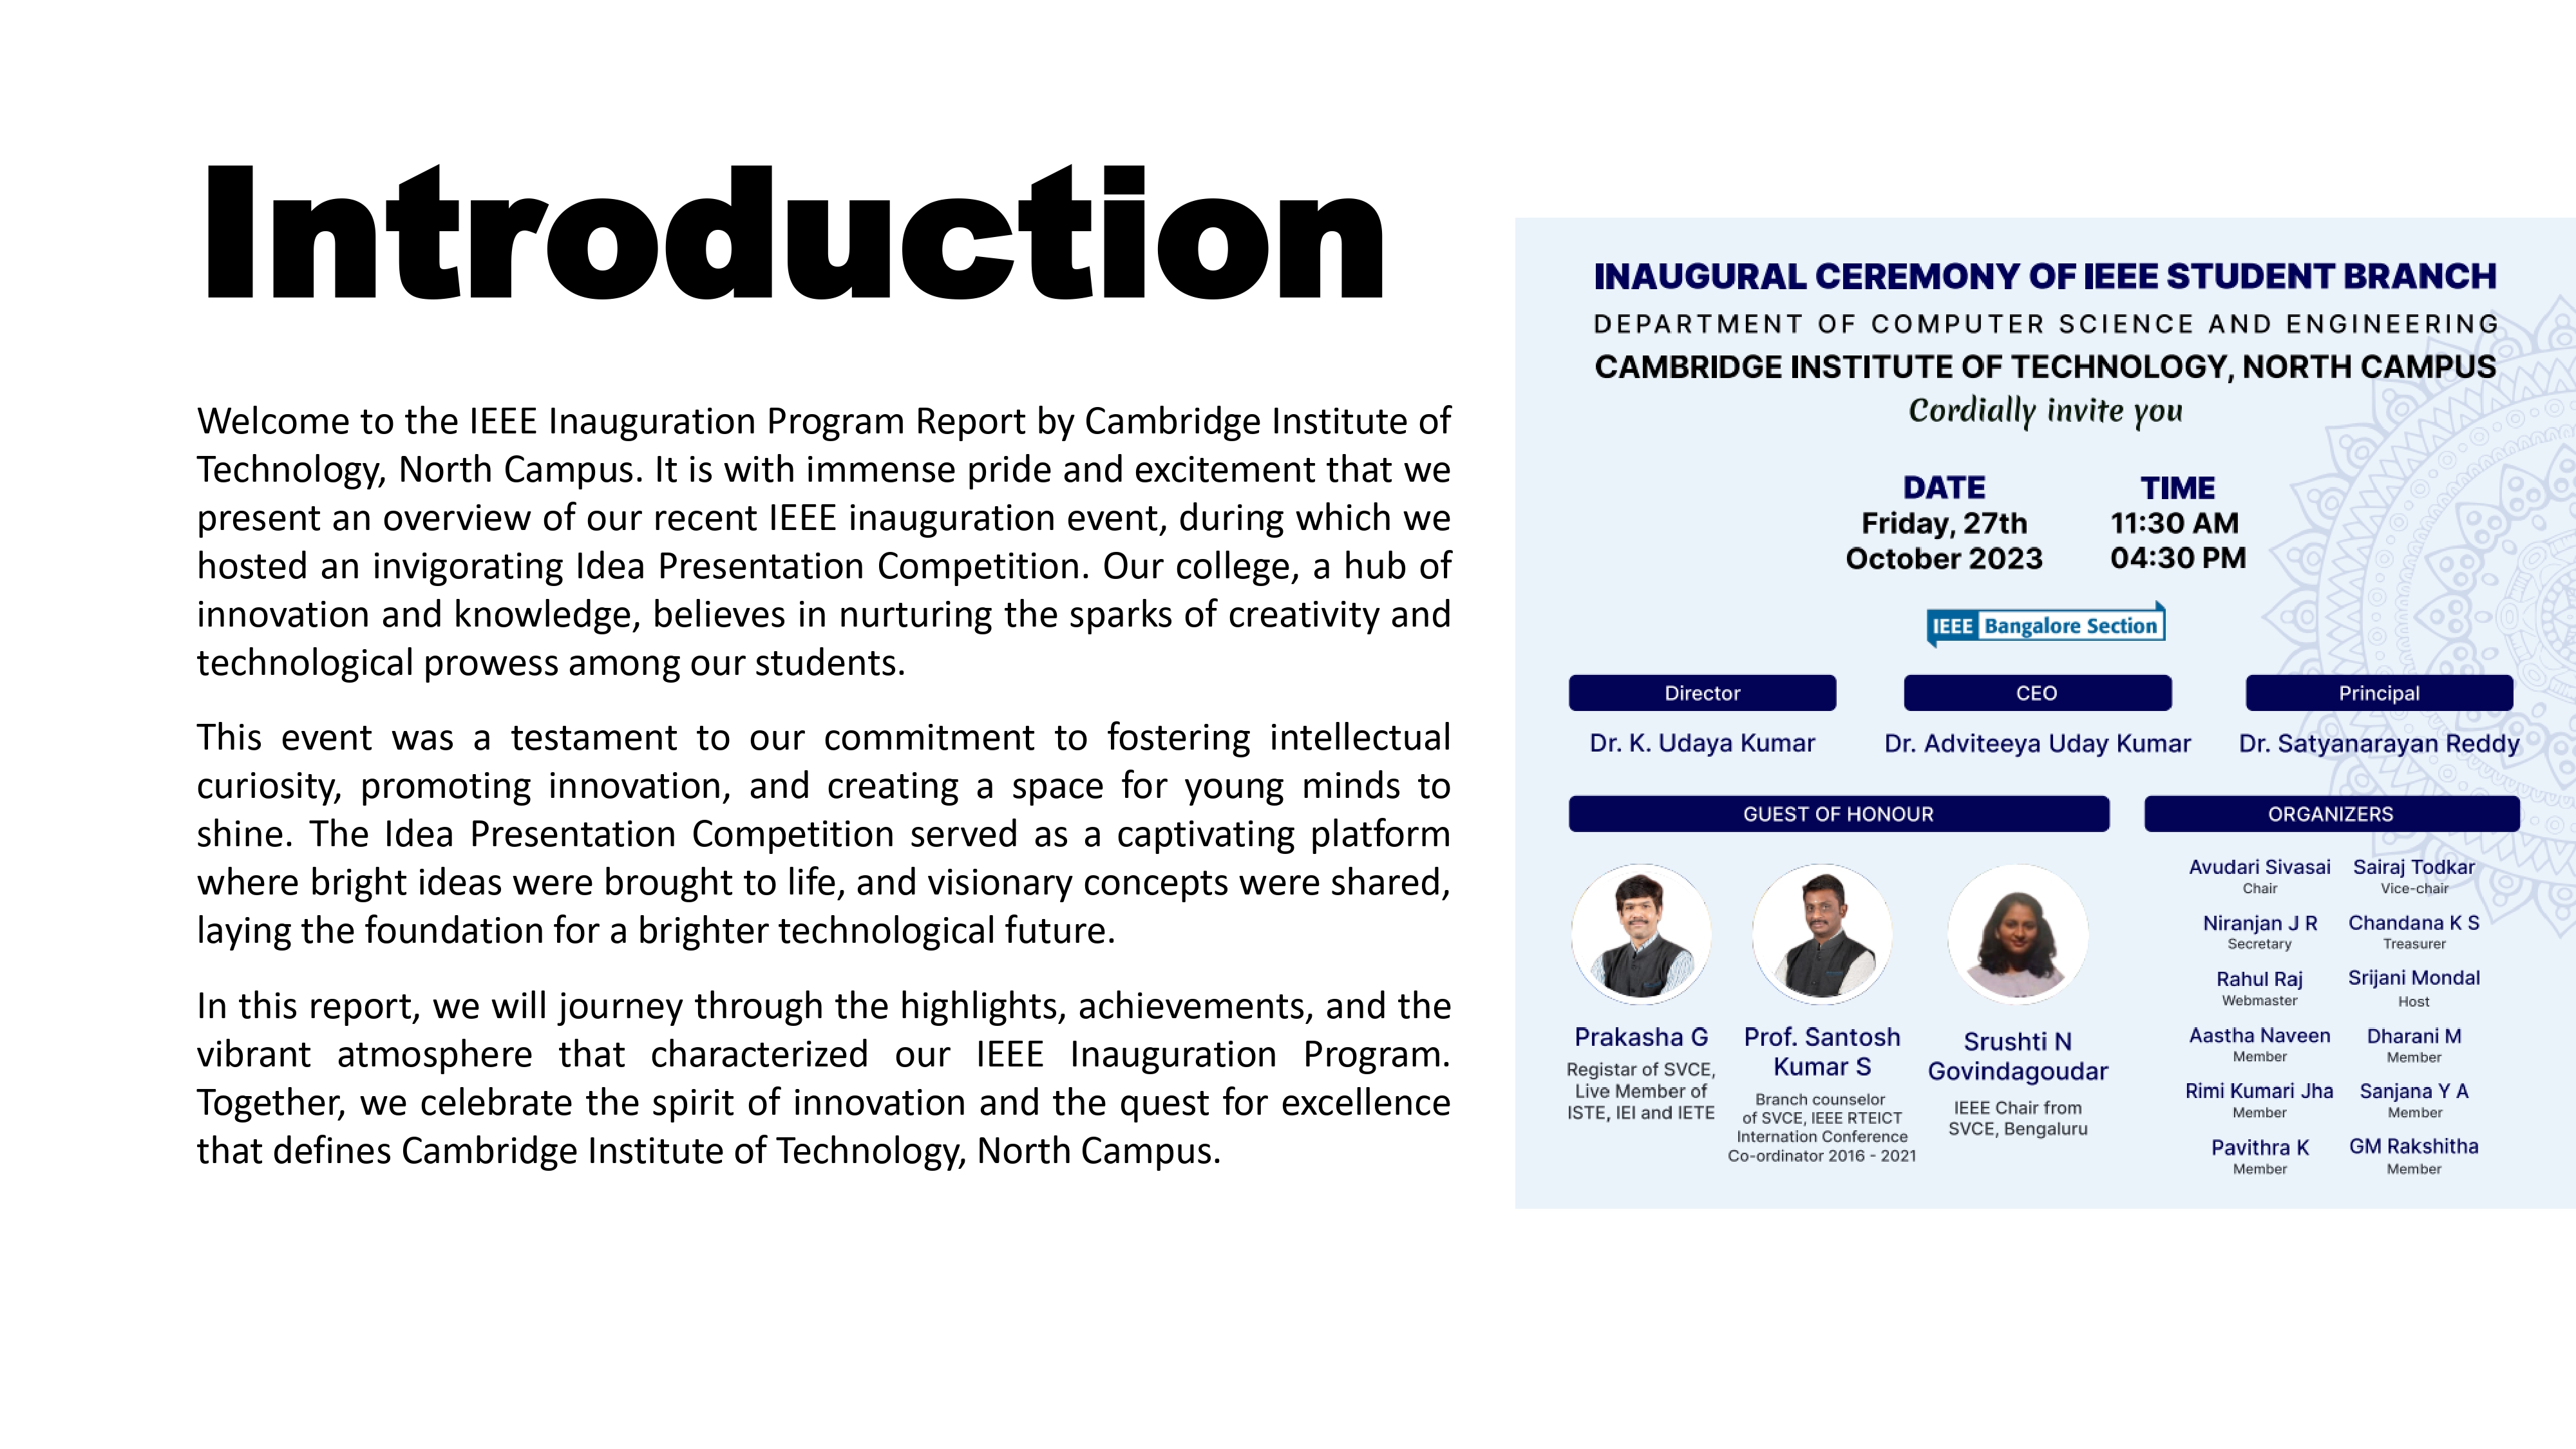 Introduction
Welcome to the IEEE Inauguration Program Report by Cambridge Institute of
Technology, North Campus. It is with immense pride and excitement that we
present an overview of our recent IEEE inauguration event, during which we
hosted an invigorating Idea Presentation Competition. Our college, a hub of
innovation and knowledge, believes in nurturing the sparks of creativity and
technological prowess among our students.
This event was a testament to our commitment to fostering intellectual
curiosity, promoting innovation, and creating a space for young minds to
shine. The Idea Presentation Competition served as a captivating platform
where bright ideas were brought to life, and visionary concepts were shared,
laying the foundation for a brighter technological future.
In this report, we will journey through the highlights, achievements, and the
vibrant atmosphere that characterized our IEEE Inauguration Program.
Together, we celebrate the spirit of innovation and the quest for excellence
that defines Cambridge Institute of Technology, North Campus.
INAUGURAL CEREMONY OF IEEE STUDENT BRANCH
DEPARTMENT OF COMPUTER SCIENCE AND ENGINEERING
CAMBRIDGE INSTITUTE OF TECHNOLOGY, NORTH CAMPUS
Cordially invite you
DATE
Friday, 27th
October 2023
TIME
11:30 AM
04:30 PM
IEEE Bangalore Section
Director
Dr. K. Udaya Kumar
CEO
Dr. Adviteeya Uday Kumar
Principal
Dr. Satyanarayan Reddy
GUEST OF HONOUR
Prakasha G
Registar of SVCE,
Live Member of
ISTE, IEI and IETE
Prof. Santosh
Kumar S
Branch counselor
of SVCE, IEEE RTEICT
Internation Conference
Co-ordinator 2016 - 2021
Srushti N
Govindagoudar
IEEE Chair from
SVCE, Bengaluru
ORGANIZERS
Avudari Sivasai
Chair
Sairaj Todkar
Vice-chair
Niranjan J R
Secretary
Chandana K S
Treasurer
Rahul Raj
Webmaster
Srijani Mondal
Host
Aastha Naveen
Member
Dharani M
Member
Rimi Kumari Jha
Member
Sanjana Y A
Member
Pavithra K
Member
GM Rakshitha
Member